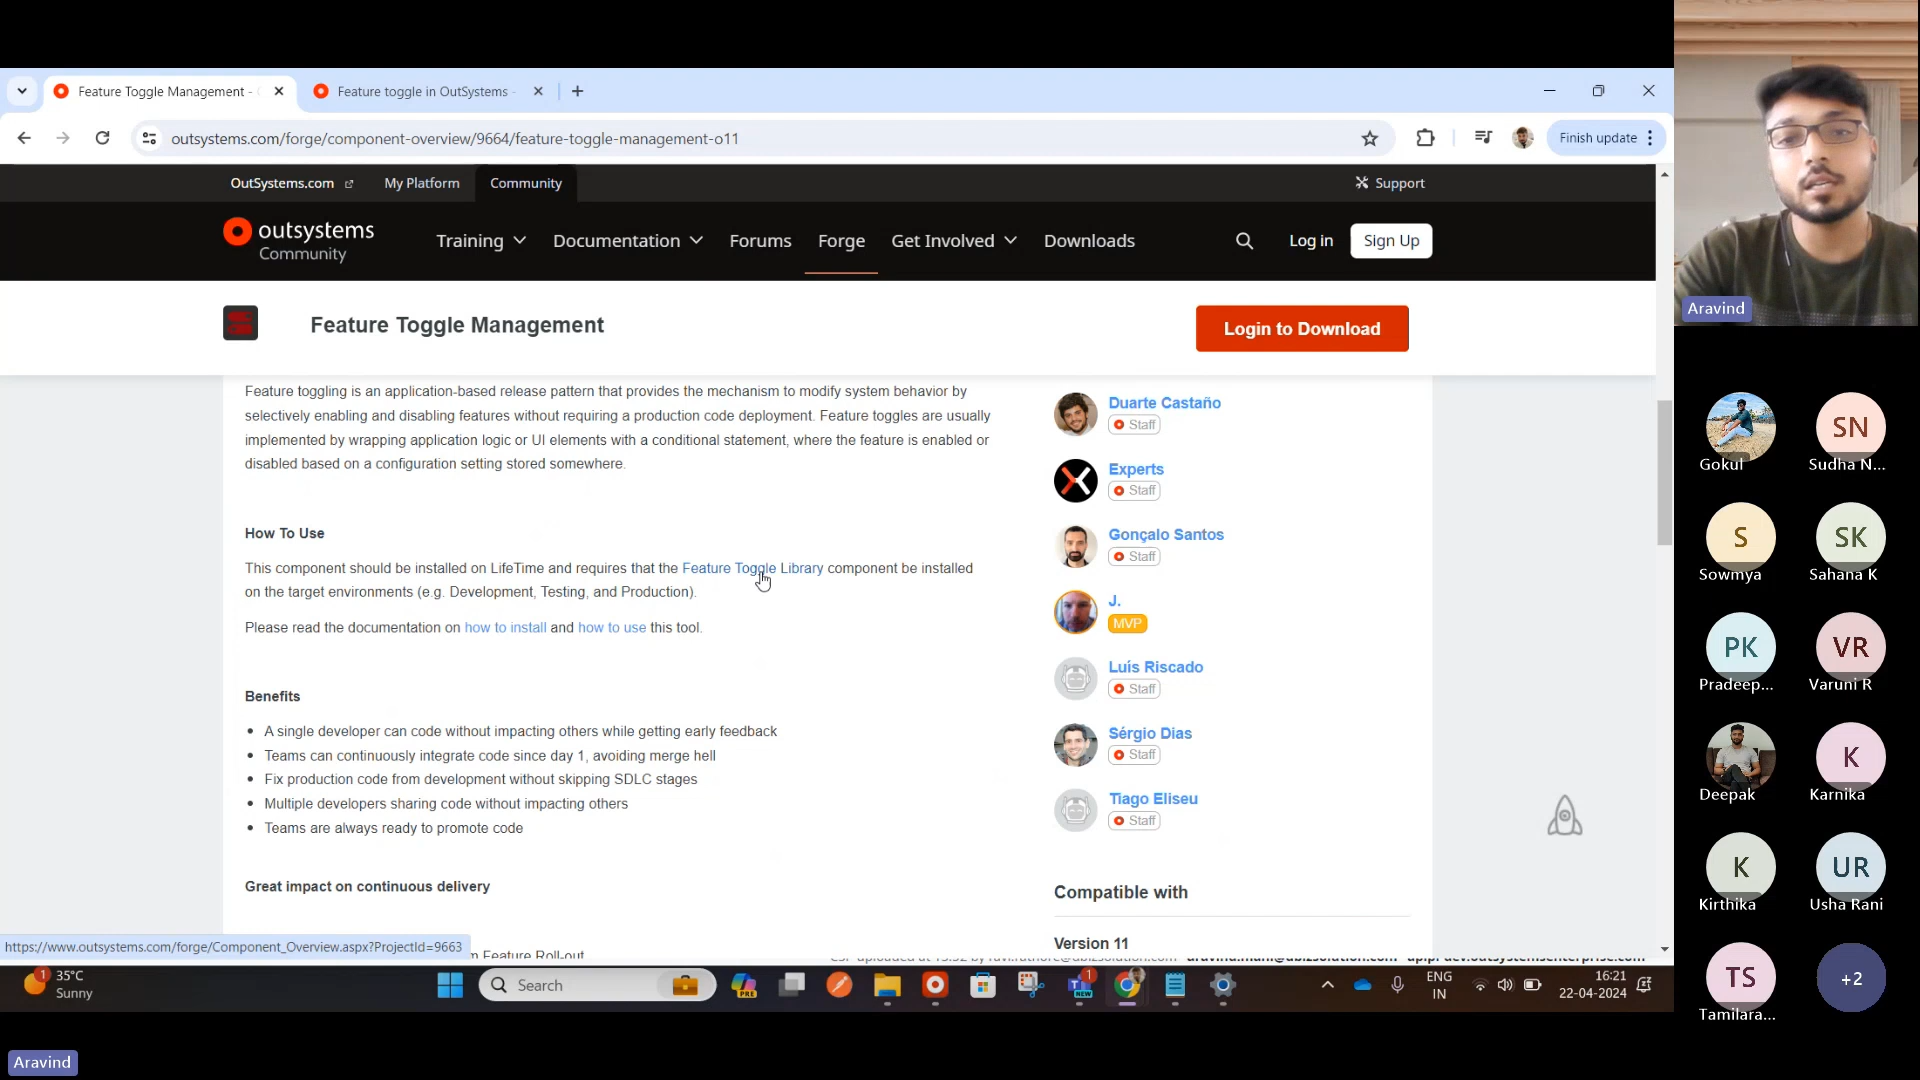 Feature Toggle Management -
Feature toggle in OutSystems -
outsystems.com/forge/component-overview/9664/feature-toggle-management-o11
Finish update
OutSystems.com
My Platform
Community
Support
outsystems
Community
Training
Documentation
Forums
Forge
Get Involved
Downloads
Log in
Sign Up
Feature Toggle Management
Login to Download
Feature toggling is an application-based release pattern that provides the mechanism to modify system behavior by
selectively enabling and disabling features without requiring a production code deployment. Feature toggles are usually
implemented by wrapping application logic or UI elements with a conditional statement, where the feature is enabled or
disabled based on a configuration setting stored somewhere.
How To Use
This component should be installed on LifeTime and requires that the Feature Toggle Library component be installed
on the target environments (e.g. Development, Testing, and Production).
Please read the documentation on how to install and how to use this tool.
Benefits
A single developer can code without impacting others while getting early feedback
Teams can continuously integrate code since day 1, avoiding merge hell
Fix production code from development without skipping SDLC stages
Multiple developers sharing code without impacting others
Teams are always ready to promote code
Great impact on continuous delivery
Feature Roll-out
https://www.outsystems.com/forge/Component_Overview.aspx?ProjectId=9663
Duarte Castaño
Staff
Experts
Staff
Gonçalo Santos
Staff
J.
MVP
Luís Riscado
Staff
Sérgio Dias
Staff
Tiago Eliseu
Staff
Compatible with
Version 11
1
35°C
Sunny
Search
PRE
1
NEW
ENG
IN
16:21
22-04-2024
Aravind
Aravind
Gokul
SN
Sudha N...
S
Sowmya
SK
Sahana K
PK
Pradeep...
VR
Varuni R
Deepak
K
Karnika
K
Kirthika
UR
Usha Rani
TS
Tamilara...
+2